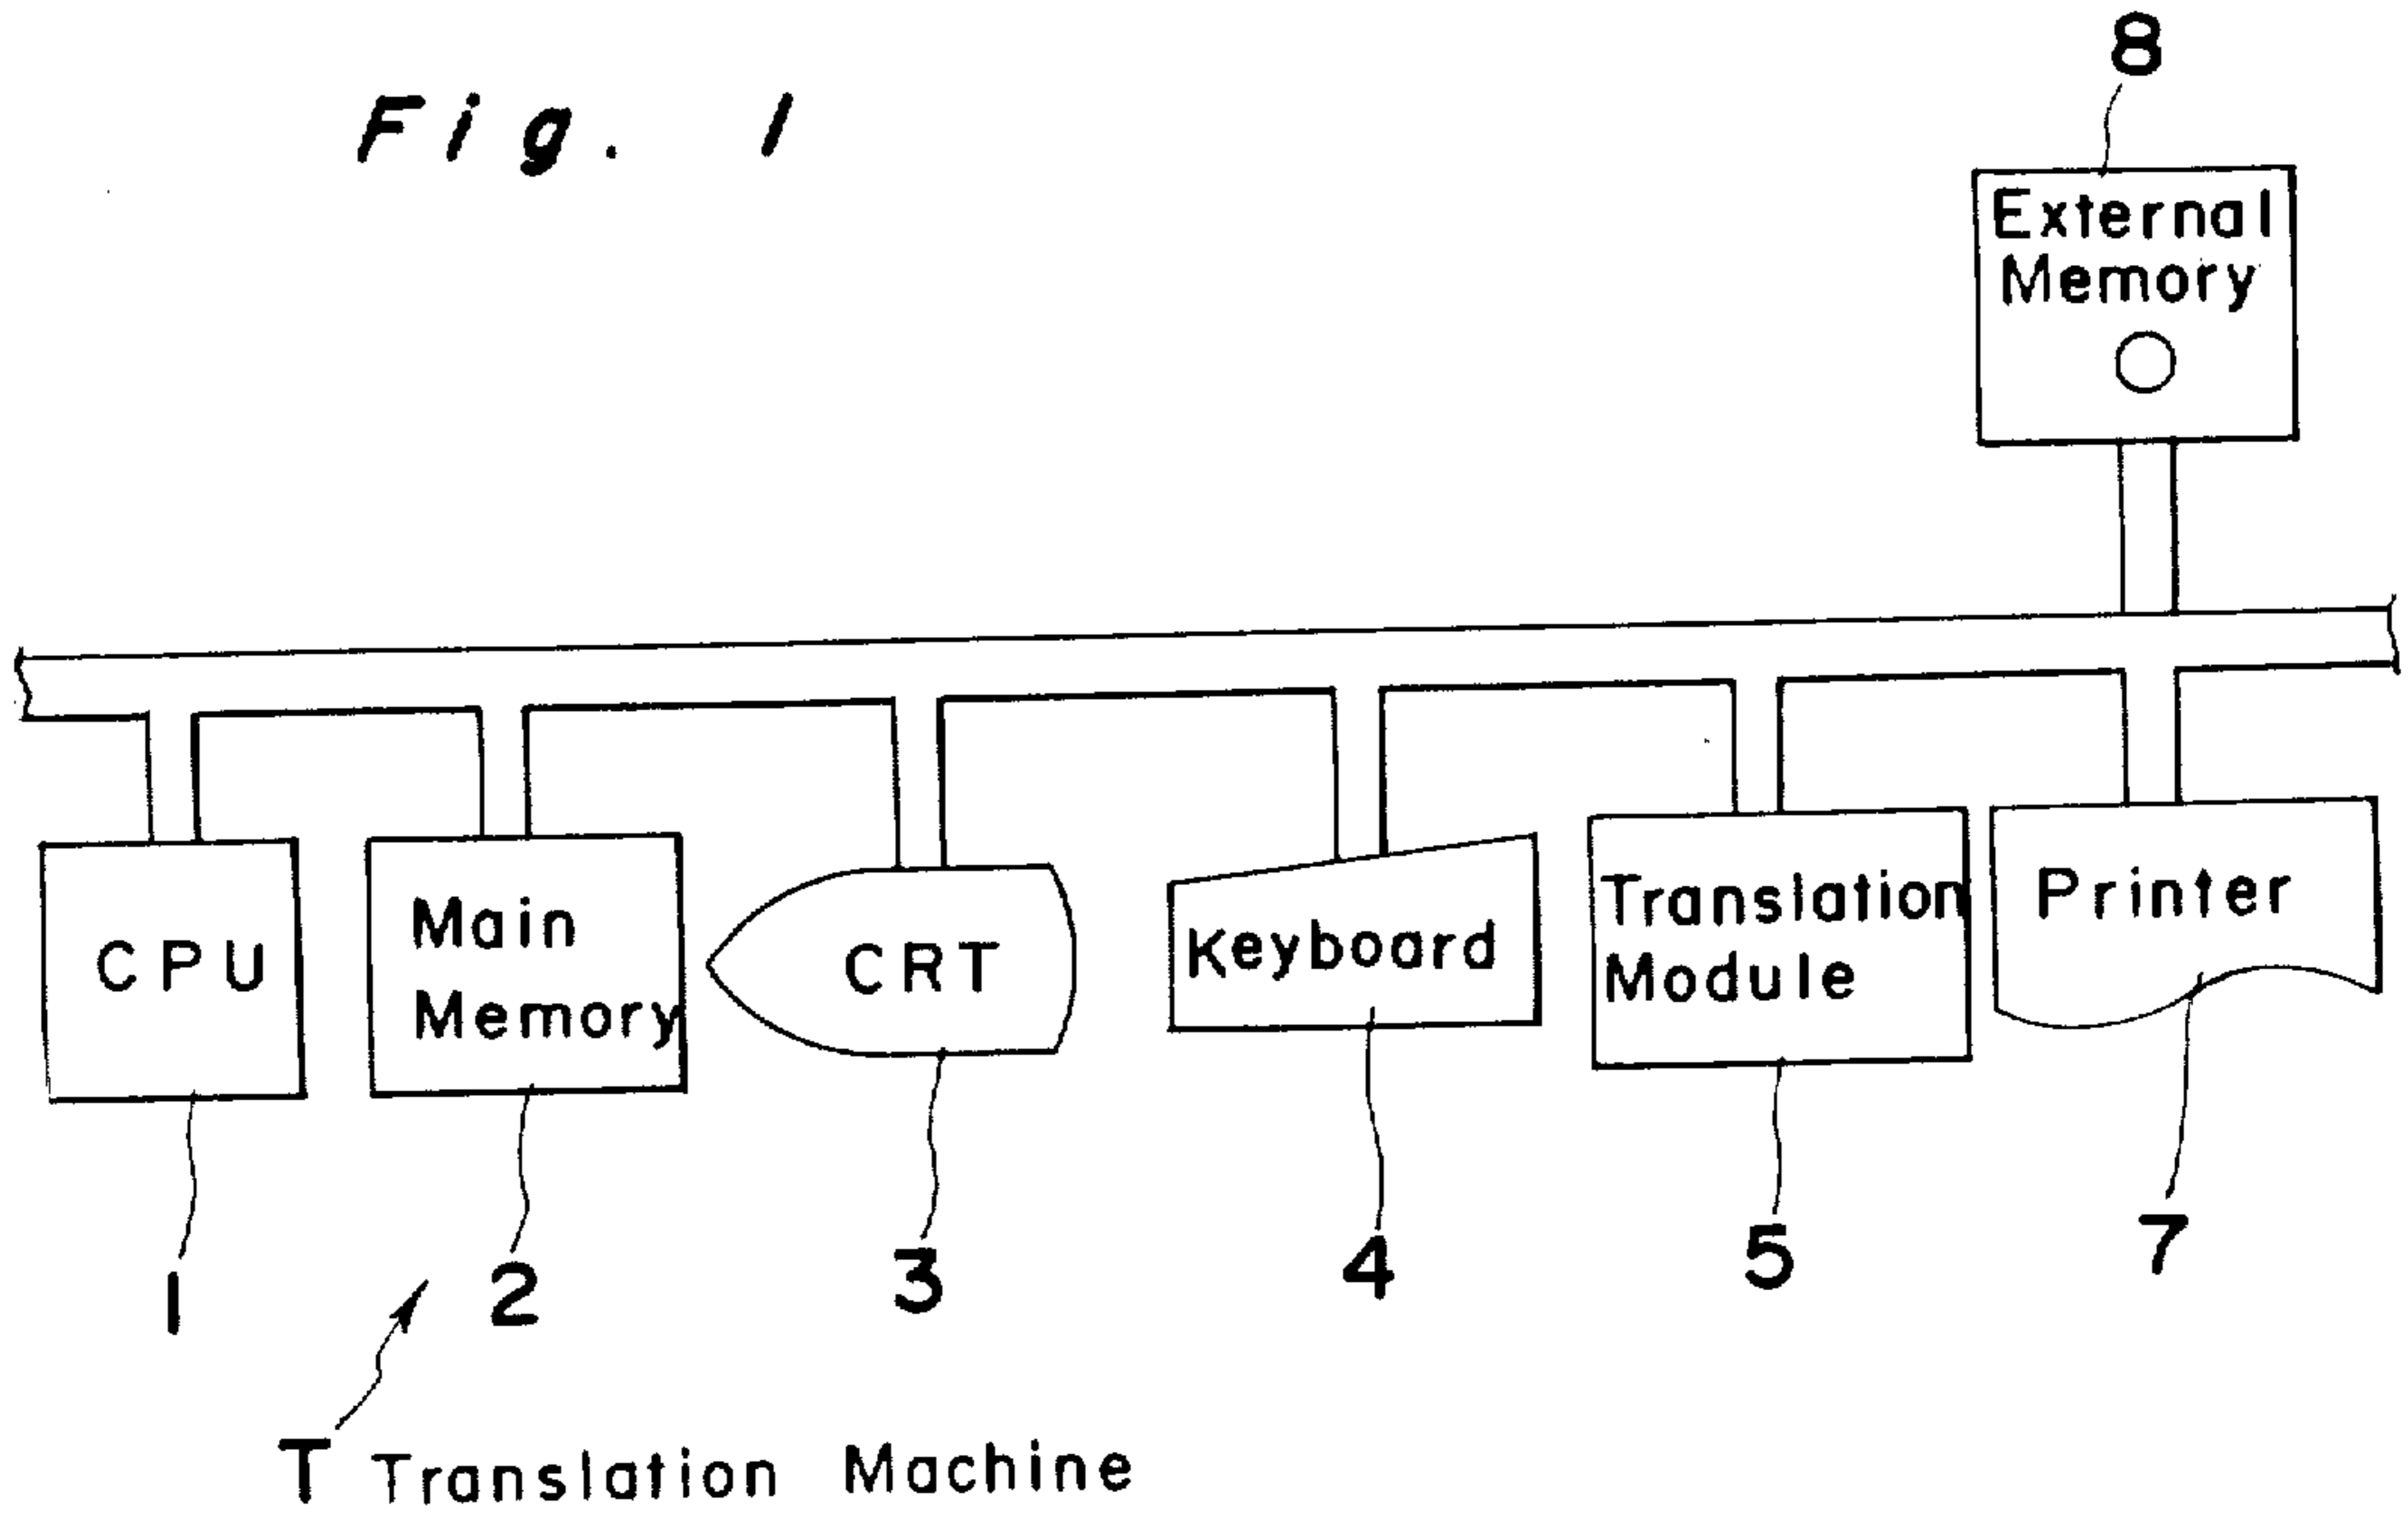 Fig. 1
8
External
Memory
CPU
Main
Memory
CRT
Keyboard
Translation
Module
Printer
1
2
3
4
5
7
T Translation Machine